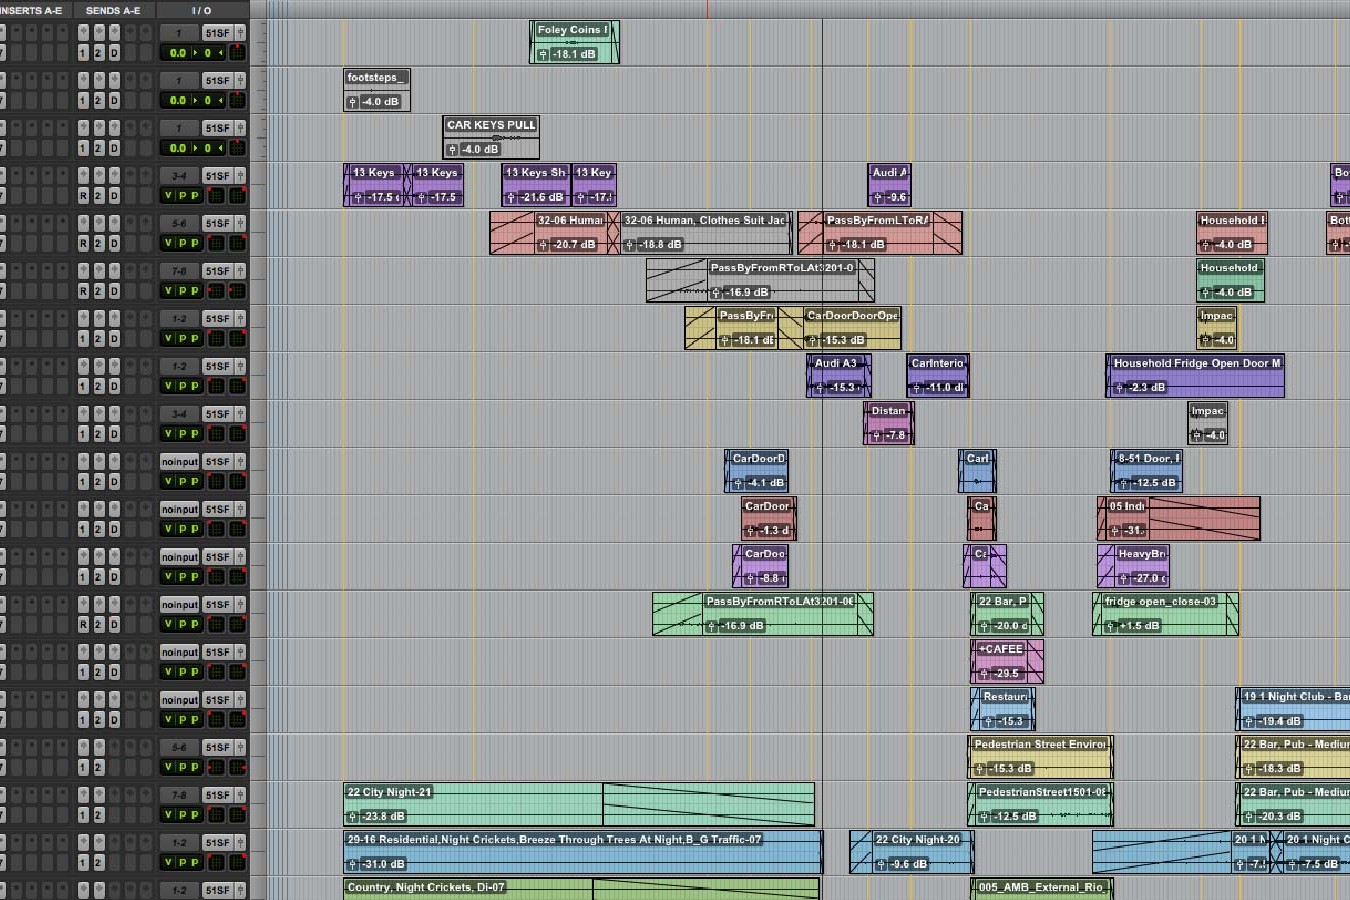 INSERTS A-E SENDS A-E I / O
1 51SF Foley Coins
0.0 0 1 2 D -18.1 dB
1 51SF footsteps_
1 2 D 0.0 0 -4.0 dB
1 51SF CAR KEYS PULL
1 2 D 0.0 0 -4.0 dB
3-4 51SF 13 Keys 13 Keys 13 Keys Sh 13 Key Audi A
R 2 D V P P -17.5 -17.5 -21.6 dB -17. -9.6
5-6 51SF 32-06 Human 32-06 Human, Clothes Suit Jac PassByFromLToRA Household
R 2 D V P P -20.7 dB -18.8 dB -18.1 dB -4.0 dB
7-8 51SF PassByFromRToLAt3201-0 Household
R 2 D V P P -16.9 dB -4.0 dB
1-2 51SF PassByFr CarDoorDoorOpe Impac
1 2 D V P P -18.1 dB -15.3 dB -4.0
1-2 51SF Audi A3 CarInterio Household Fridge Open Door M
1 2 D V P P -15.3 -11.0 -2.3 dB
3-4 51SF Distan Impac
1 2 D V P P -7.8 -4.0
noinput 51SF CarDoorD 8-51 Door,
1 2 D V P P -4.1 dB -12.5 dB
noinput 51SF CarDoor Ca 05 Ind
1 2 D V P P -1.3 d -31.
noinput 51SF CarDoo HeavyBr
1 2 D V P P -8.8 -27.0
noinput 51SF PassByFromRToLAt3201-06 22 Bar, P fridge open_close-03
R 2 D V P P -16.9 dB -20.0 d +1.5 dB
noinput 51SF +CAFEE
1 2 D V P P -29.5
noinput 51SF Restaur 19 1 Night Club - Ba
1 2 D V P P -15.3 -19.4 dB
5-6 51SF Pedestrian Street Enviro 22 Bar, Pub - Mediu
1 2 V P P -15.3 dB -18.3 dB
7-8 51SF 22 City Night-21 PedestrianStreet1501-08 22 Bar, Pub - Mediu
1 2 V P P -23.8 dB -12.5 dB -20.3 dB
1-2 51SF 29-16 Residential,Night Crickets,Breeze Through Trees At Night,B_G Traffic-07 22 City Night-20 20 1 N 20 1 Night C
1 2 V P P -31.0 dB -9.6 dB -7. -7.5 dB
1-2 51SF Country, Night Crickets, Di-07 005_AMB_External_Rio_